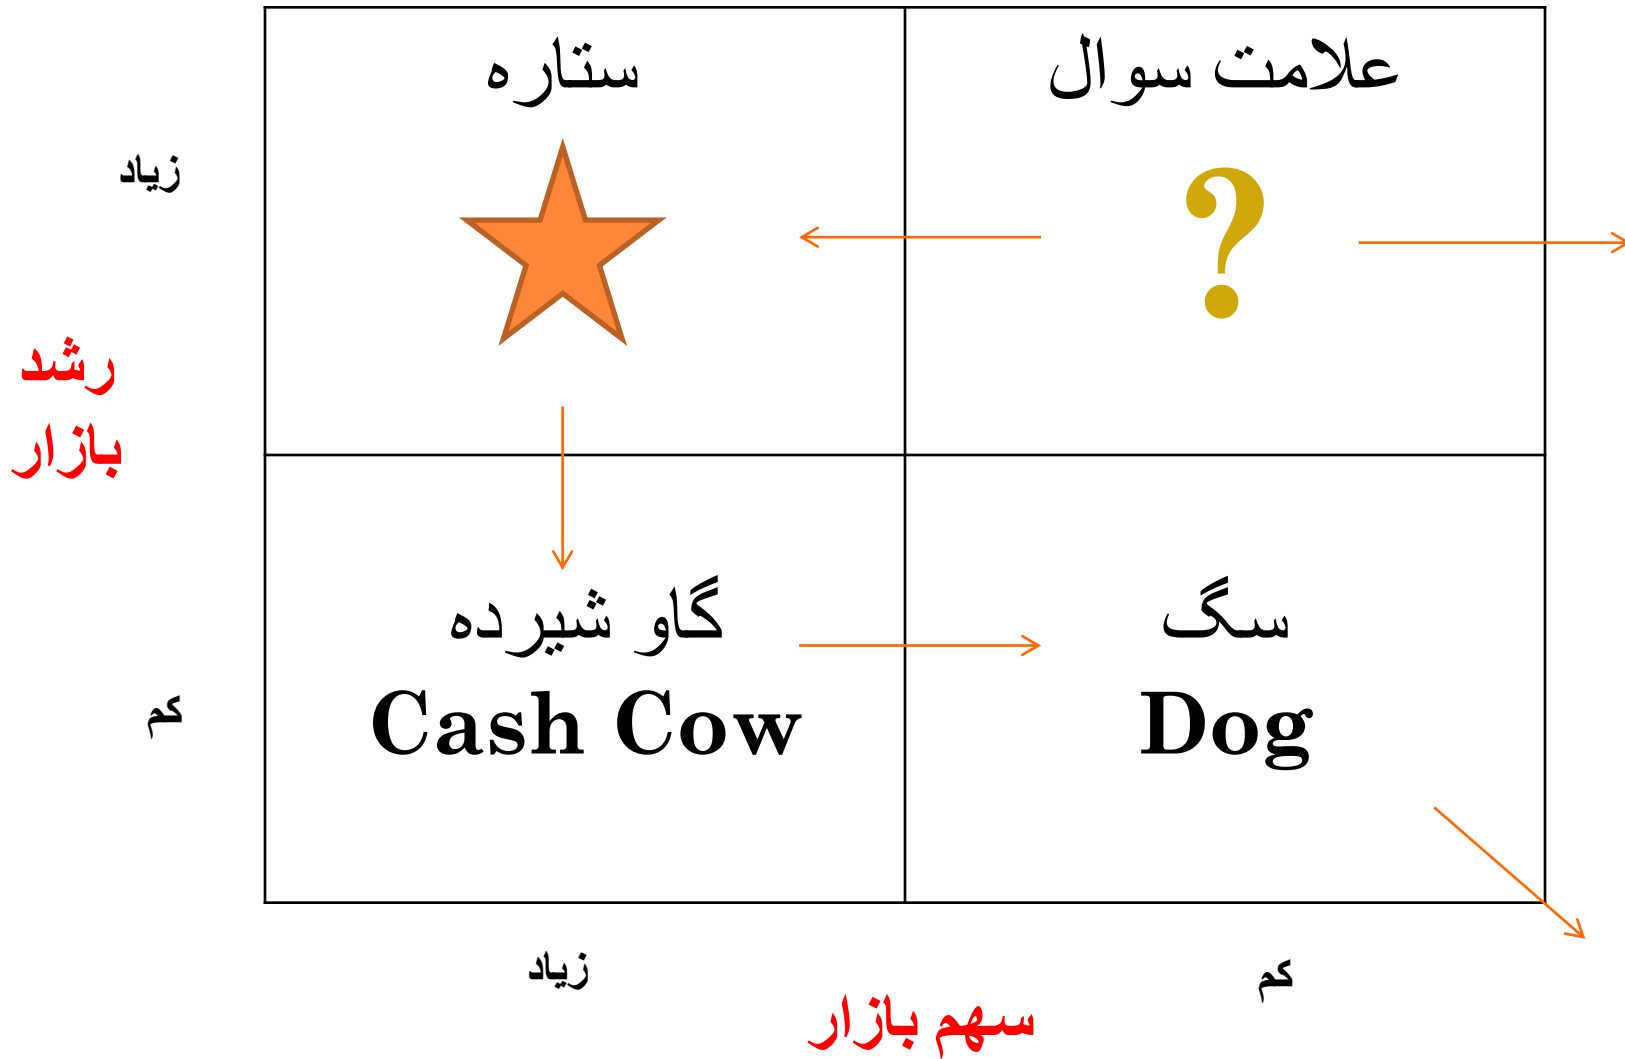 علامت سوال
ستاره
زیاد
?
رشد
بازار
سگ
Dog
گاو شیرده
Cash Cow
کم
کم
زیاد
سهم بازار